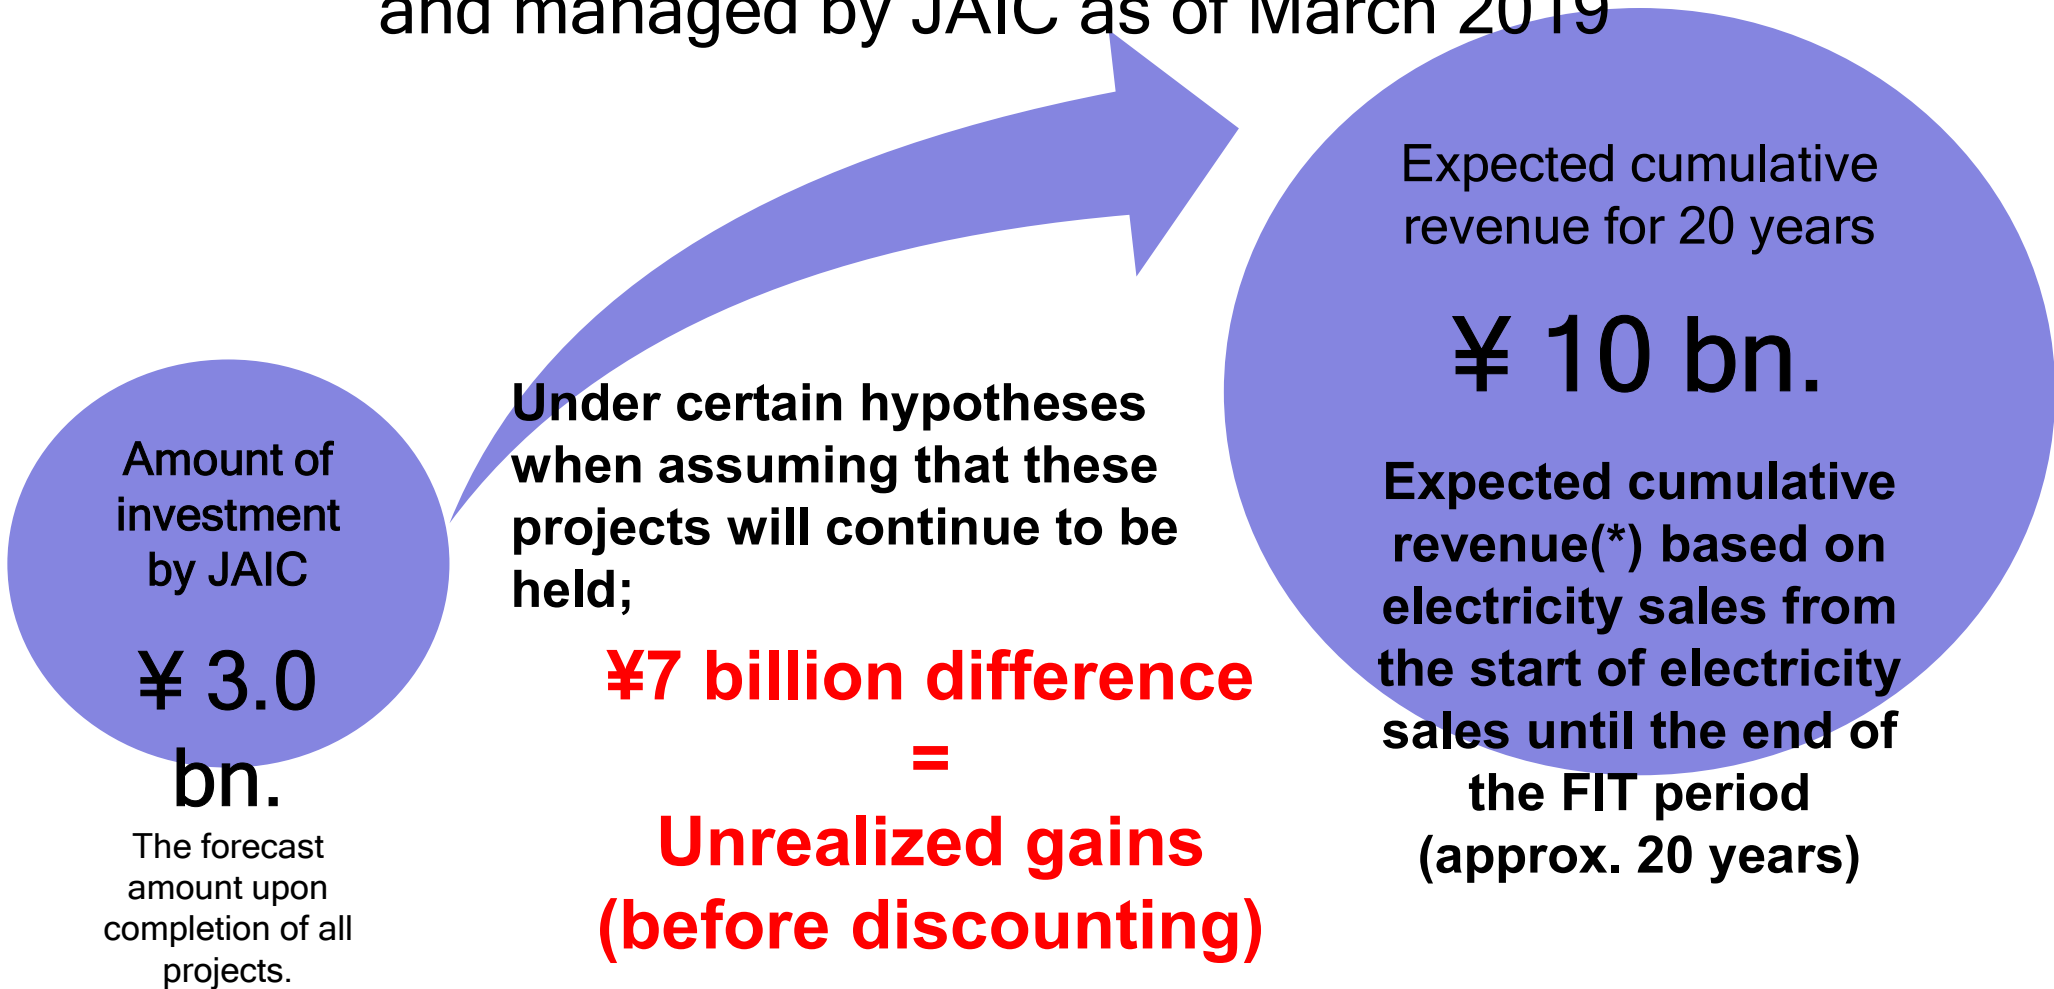 and managed by JAIC as of March 2019
Amount of
investment
by JAIC
¥ 3.0
bn.
The forecast
amount upon
completion of all
projects.
Under certain hypotheses
when assuming that these
projects will continue to be
held;
¥7 billion difference
=
Unrealized gains
(before discounting)
Expected cumulative
revenue for 20 years
¥ 10 bn.
Expected cumulative
revenue(*) based on
electricity sales from
the start of electricity
sales until the end of
the FIT period
(approx. 20 years)